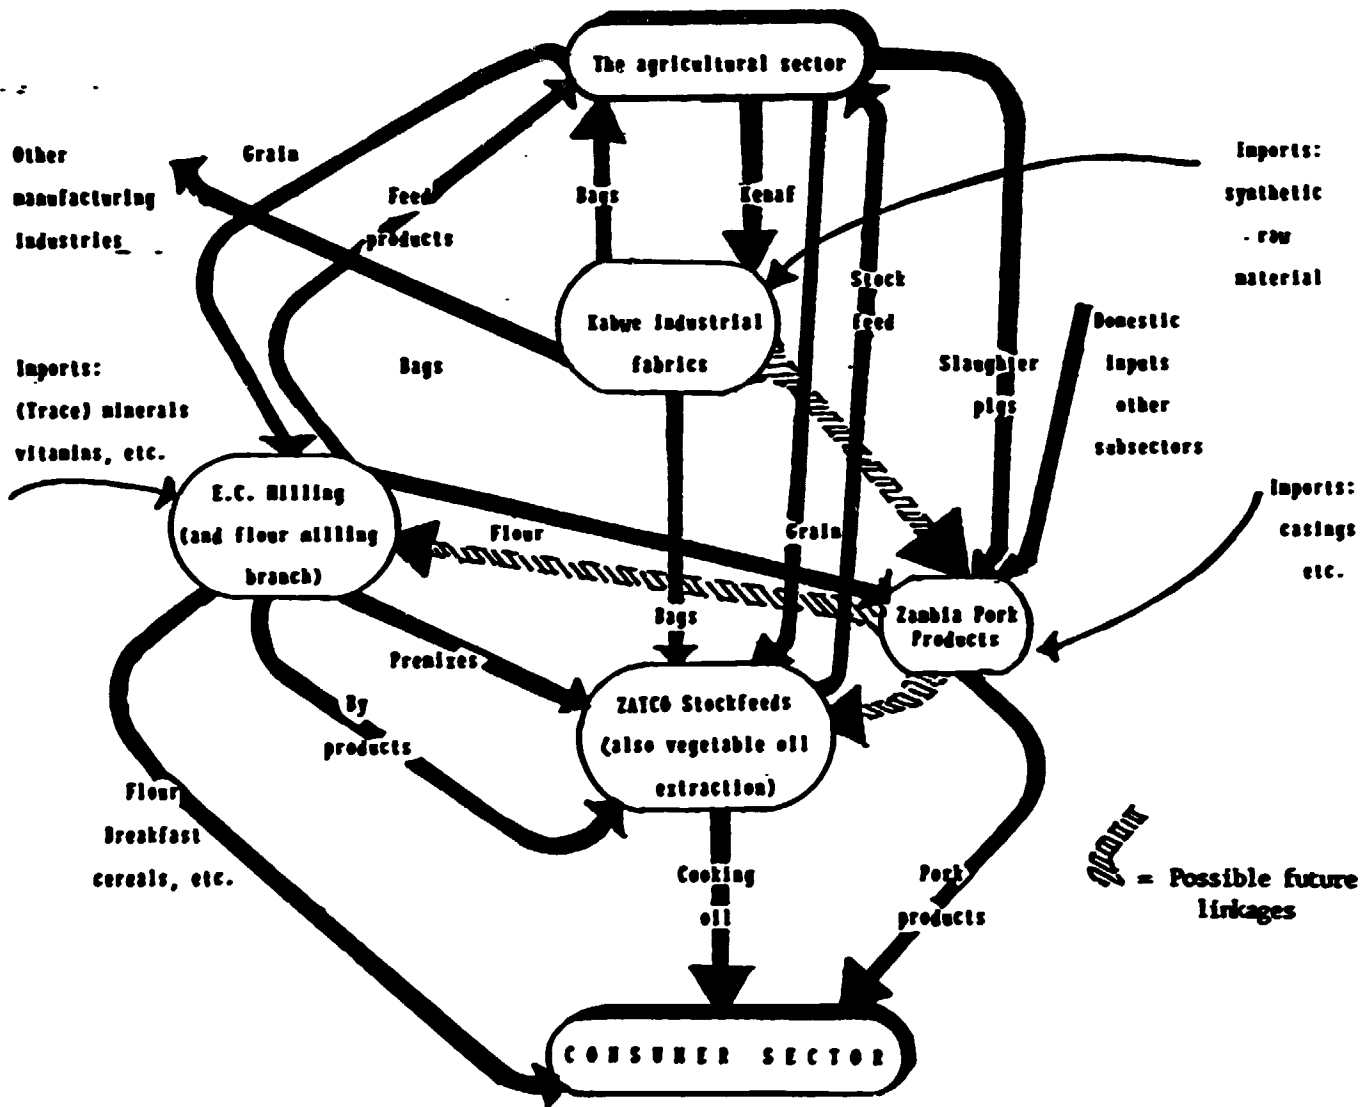 The agricultural sector
Other
manufacturing
industries
Grain
Feed
products
Bags
Kenaf
Imports:
synthetic
raw
material
Stock
feed
Kabwe Industrial
fabrics
Domestic
inputs
other
subsectors
Slaughter
pigs
Imports:
(Trace) minerals
vitamins, etc.
Bags
E.C. Milling
(and flour milling
branch)
Flour
Grain
Imports:
casings
etc.
Bags
Zambia Pork
Products
Premixes
By
products
ZATCO Stockfeeds
(also vegetable oil
extraction)
Flour
Breakfast
cereals, etc.
Cooking
oil
Pork
products
= Possible future
linkages
CONSUMER SECTOR